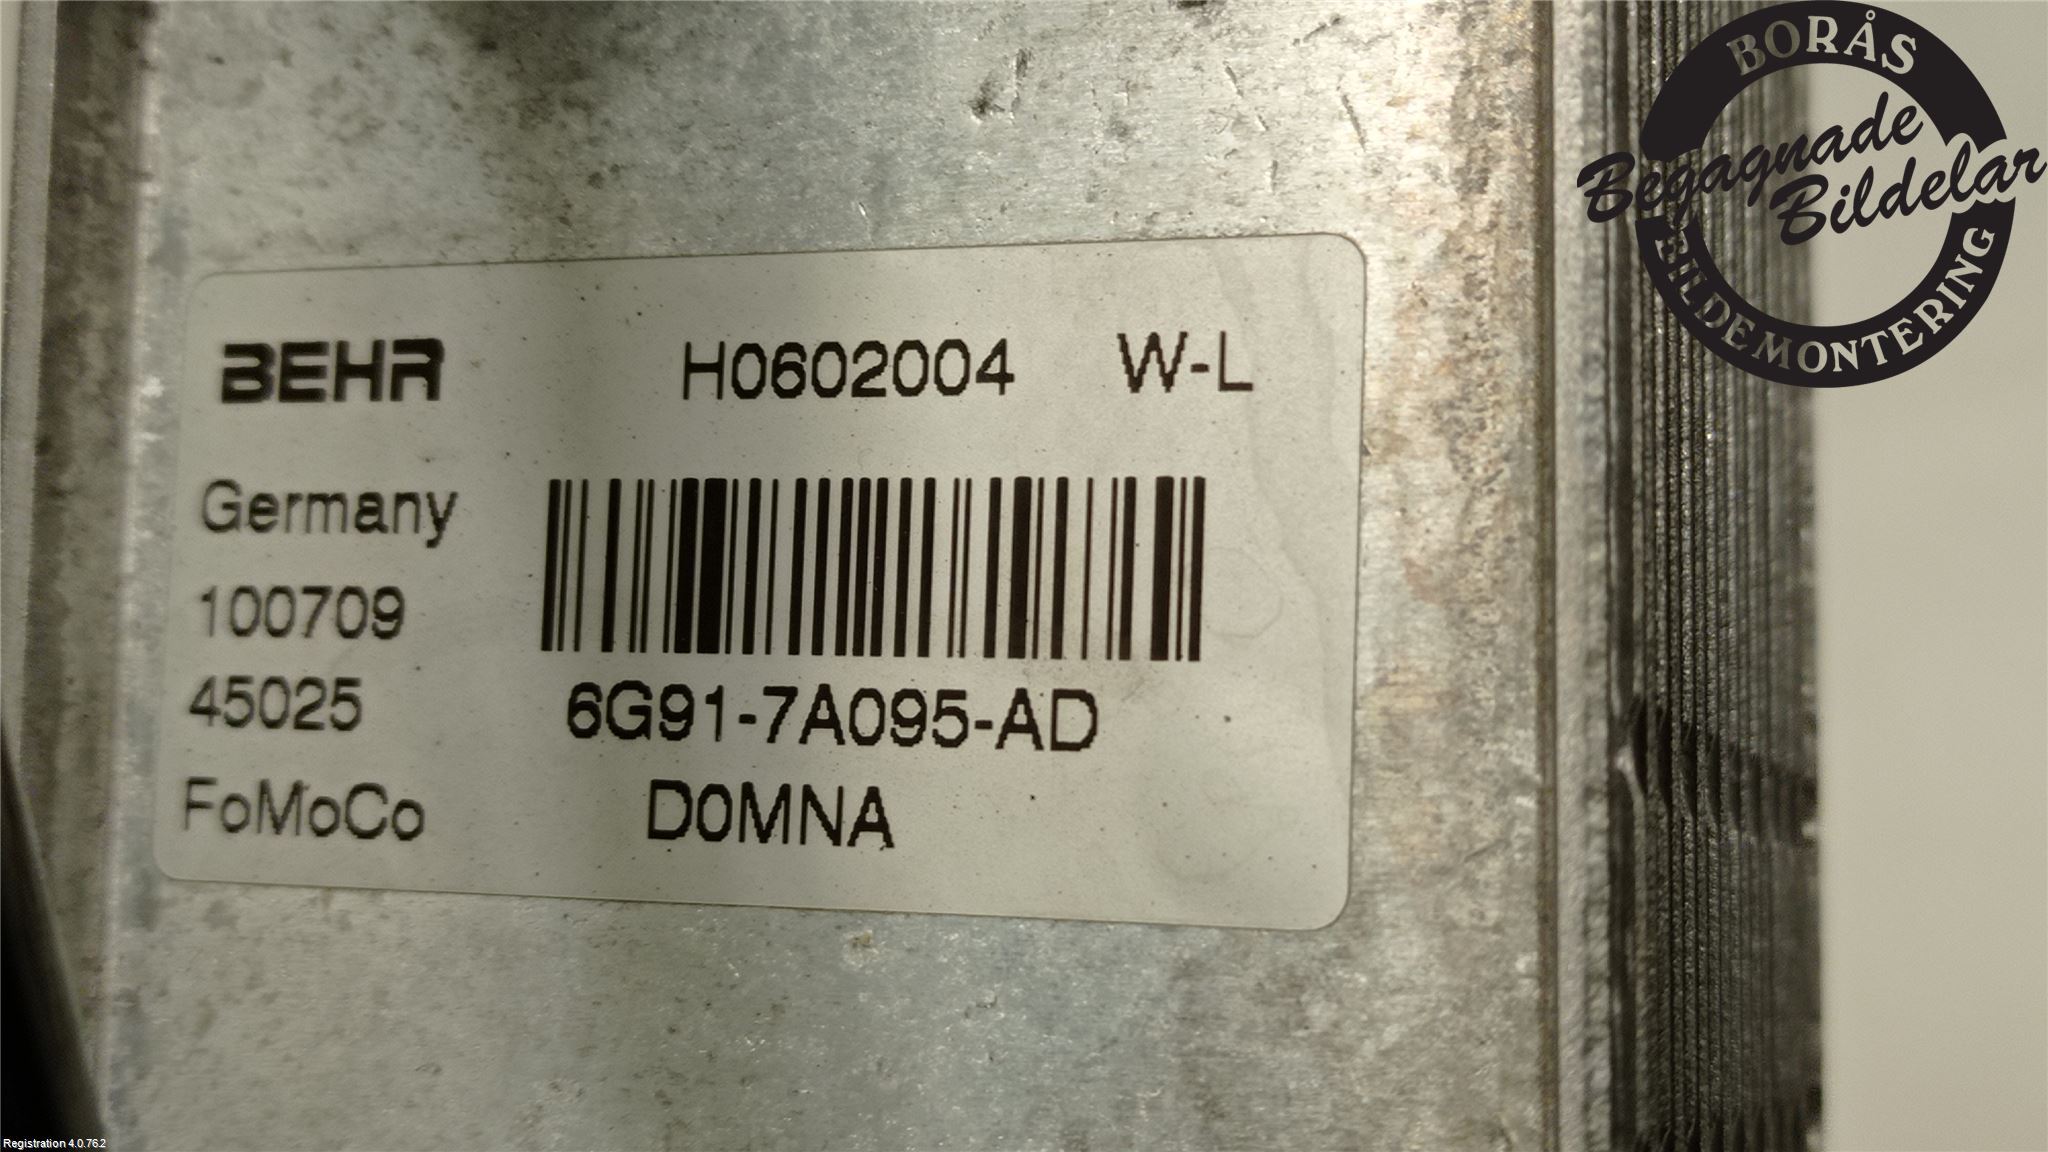 BORÅS
Begagnade
Bildelar
BILDEMONTERING
BEHR H0602004 W-L
Germany
100709
45025 6G91-7A095-AD
FoMoCo D0MNA
Registration 4.0.76.2